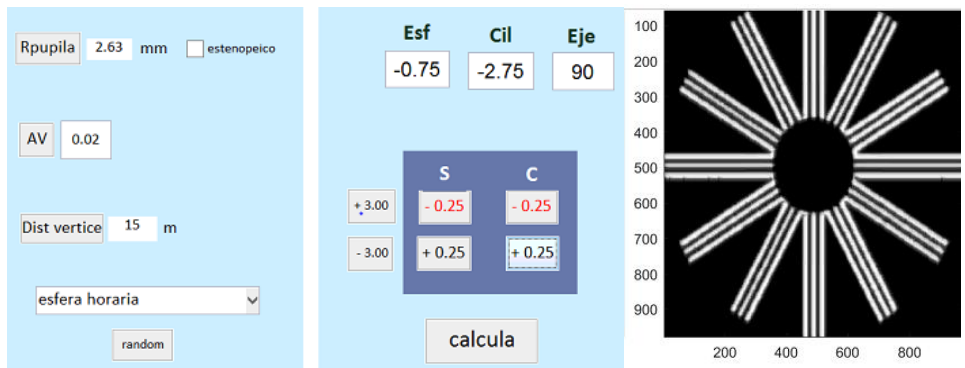 Rpupila 2.63 mm estenopeico
AV 0.02
Dist vertice 15 m
esfera horaria
random
Esf Cil Eje
-0.75 -2.75 90
S C
+ 3.00 - 0.25 - 0.25
- 3.00 + 0.25 + 0.25
calcula
100
200
300
400
500
600
700
800
900
200 400 600 800